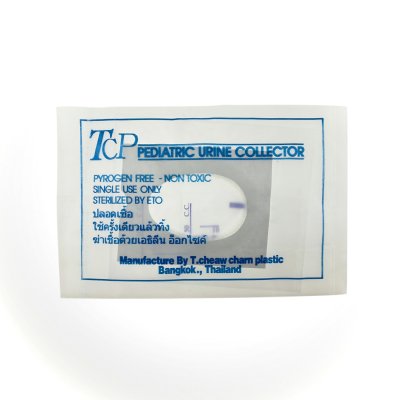 TCP PEDIATRIC URINE COLLECTOR
PYROGEN FREE - NON TOXIC
SINGLE USE ONLY
STERILIZED BY ETO
ปลอดเชื้อ
ใช้ครั้งเดียวแล้วทิ้ง
ฆ่าเชื้อด้วยเอธิลีน อ๊อกไซด์
C.C.
Manufacture By T.cheaw charn plastic
Bangkok., Thailand